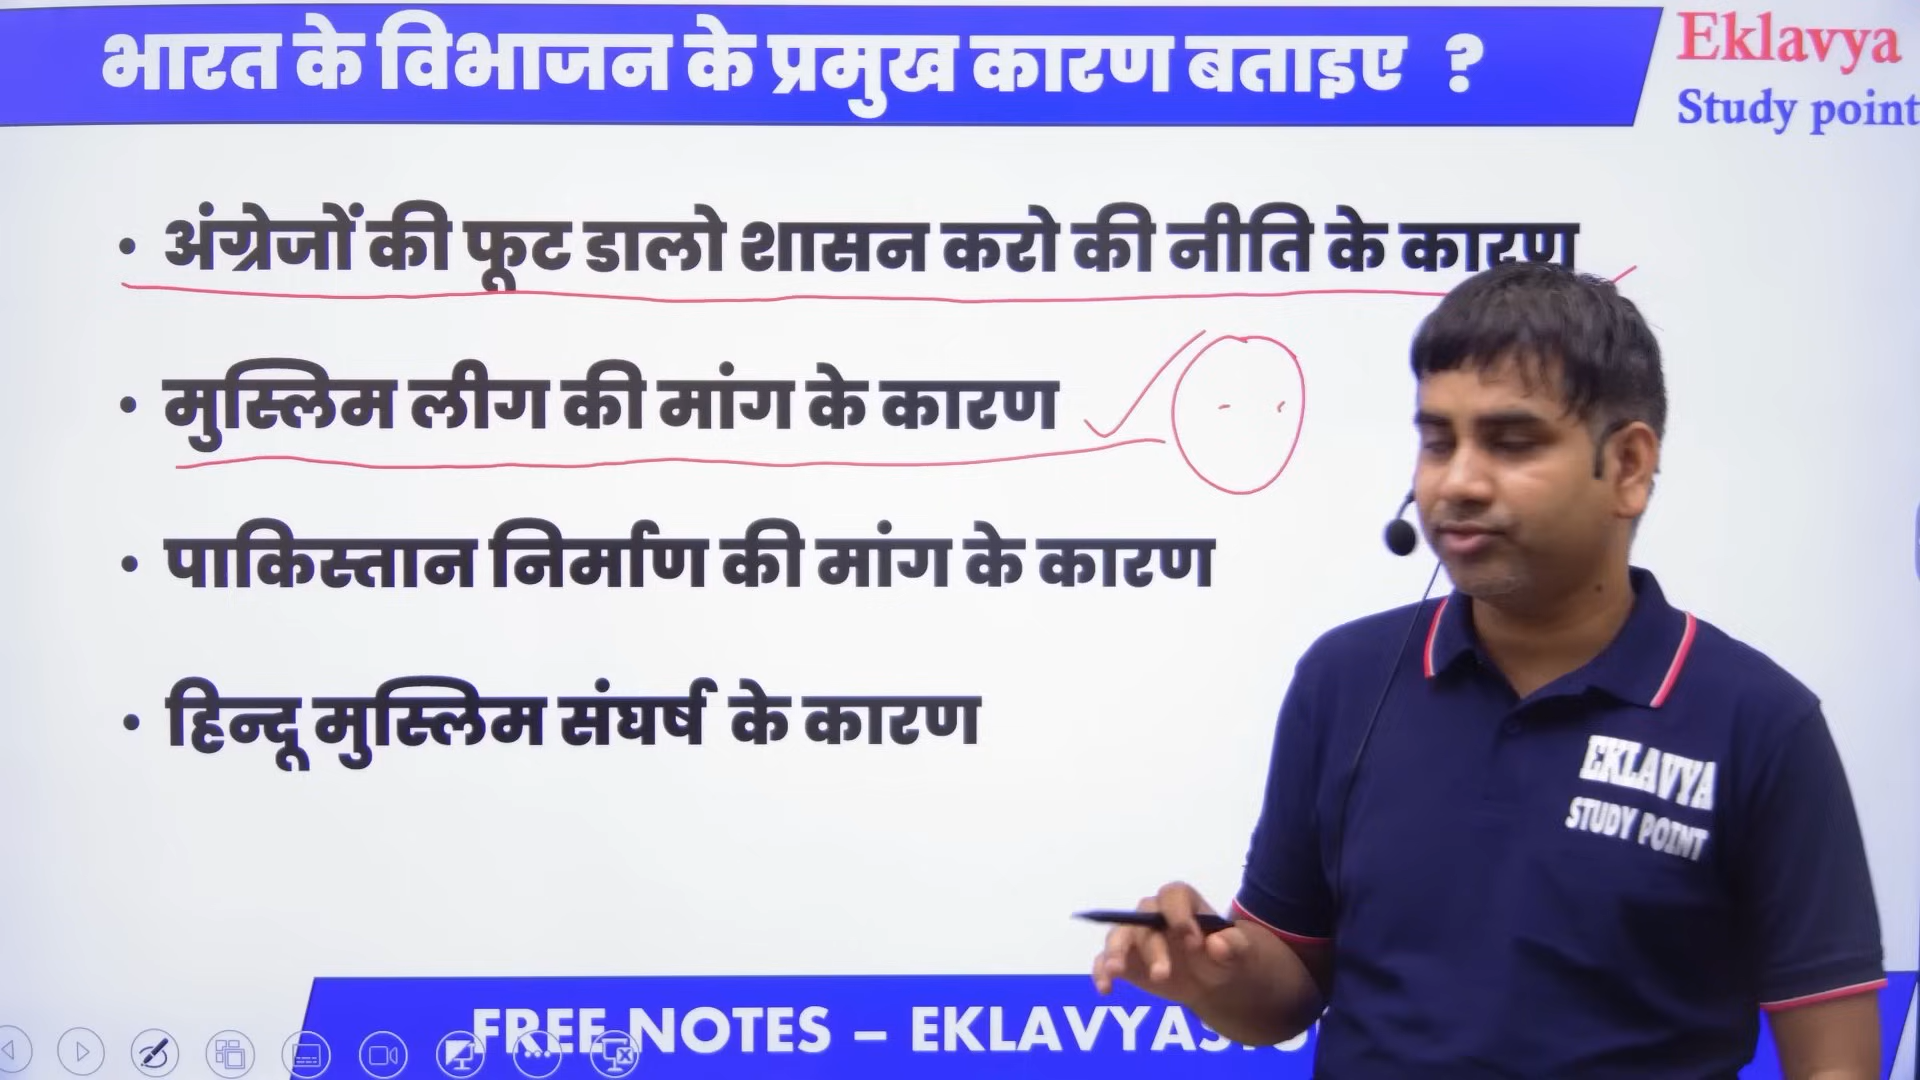 भारत के विभाजन के प्रमुख कारण बताइए ?
Eklavya
Study point
• अंग्रेजों की फूट डालो शासन करो की नीति के कारण
• मुस्लिम लीग की मांग के कारण
• पाकिस्तान निर्माण की मांग के कारण
• हिन्दू मुस्लिम संघर्ष के कारण
EKLAVYA
STUDY POINT
FREE NOTES –